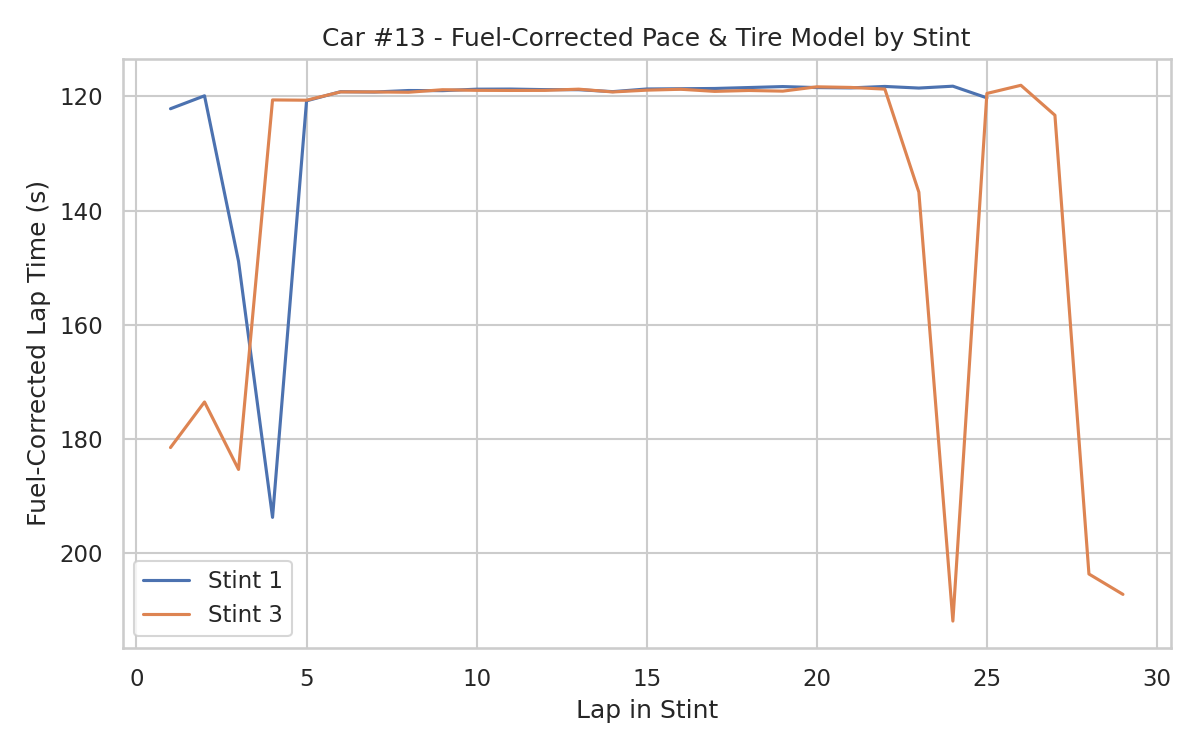 Car #13 - Fuel-Corrected Pace & Tire Model by Stint
Fuel-Corrected Lap Time (s)
120
140
160
180
200
Stint 1
Stint 3
0 5 10 15 20 25 30
Lap in Stint